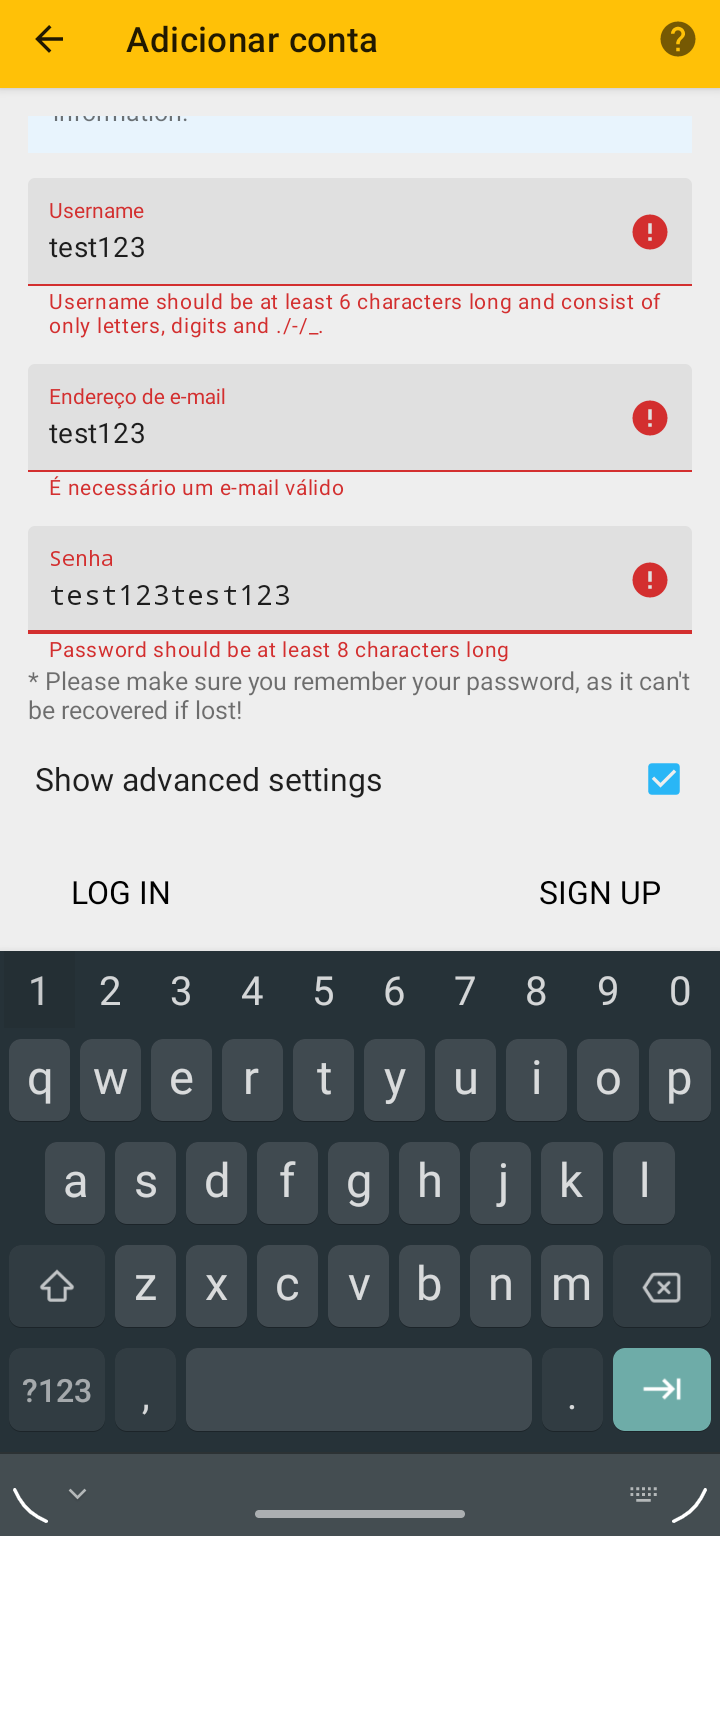 Adicionar conta
information.
Username
test123
Username should be at least 6 characters long and consist of
only letters, digits and ./-/_.
Endereço de e-mail
test123
É necessário um e-mail válido
Senha
test123test123
Password should be at least 8 characters long
* Please make sure you remember your password, as it can't
be recovered if lost!
Show advanced settings
LOG IN SIGN UP
1 2 3 4 5 6 7 8 9 0
q w e r t y u i o p
a s d f g h j k l
z x c v b n m
?123 , .